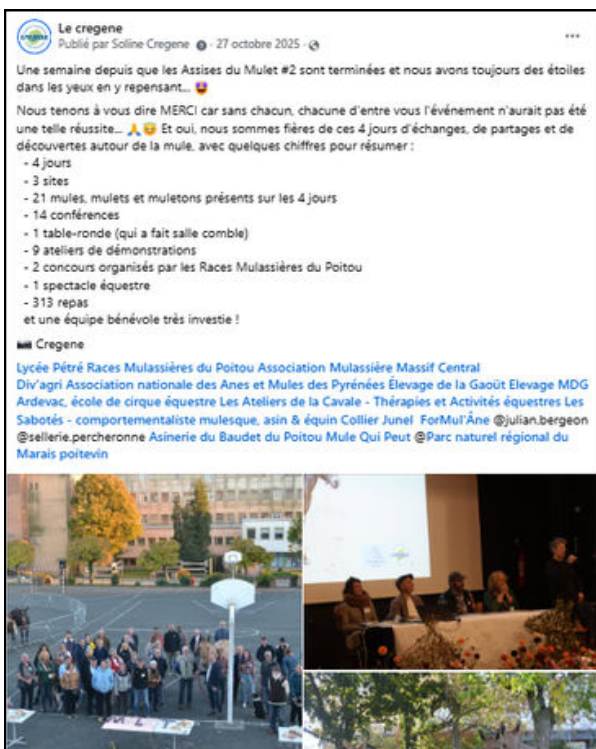 Le cregene
Publié par Soline Cregene · 27 octobre 2025 ·
Une semaine depuis que les Assises du Mulet #2 sont terminées et nous avons toujours des étoiles
dans les yeux en y repensant... 🤩
Nous tenons à vous dire MERCI car sans chacun, chacune d'entre vous l'événement n'aurait pas été
une telle réussite... 🙏😇 Et oui, nous sommes fières de ces 4 jours d'échanges, de partages et de
découvertes autour de la mule, avec quelques chiffres pour résumer :
- 4 jours
- 3 sites
- 21 mules, mulets et muletons présents sur les 4 jours
- 14 conférences
- 1 table-ronde (qui a fait salle comble)
- 9 ateliers de démonstrations
- 2 concours organisés par les Races Mulassières du Poitou
- 1 spectacle équestre
- 313 repas
et une équipe bénévole très investie !
📷 Cregene
Lycée Pétré Races Mulassières du Poitou Association Mulassière Massif Central
Div'agri Association nationale des Anes et Mules des Pyrénées Élevage de la Gaoüt Elevage MDG
Ardevac, école de cirque équestre Les Ateliers de la Cavale - Thérapies et Activités équestres Les
Sabotés - comportementaliste mulesque, asin & équin Collier Junel ForMul'Âne @julian.bergeon
@sellerie.percheronne Asinerie du Baudet du Poitou Mule Qui Peut @Parc naturel régional du
Marais poitevin